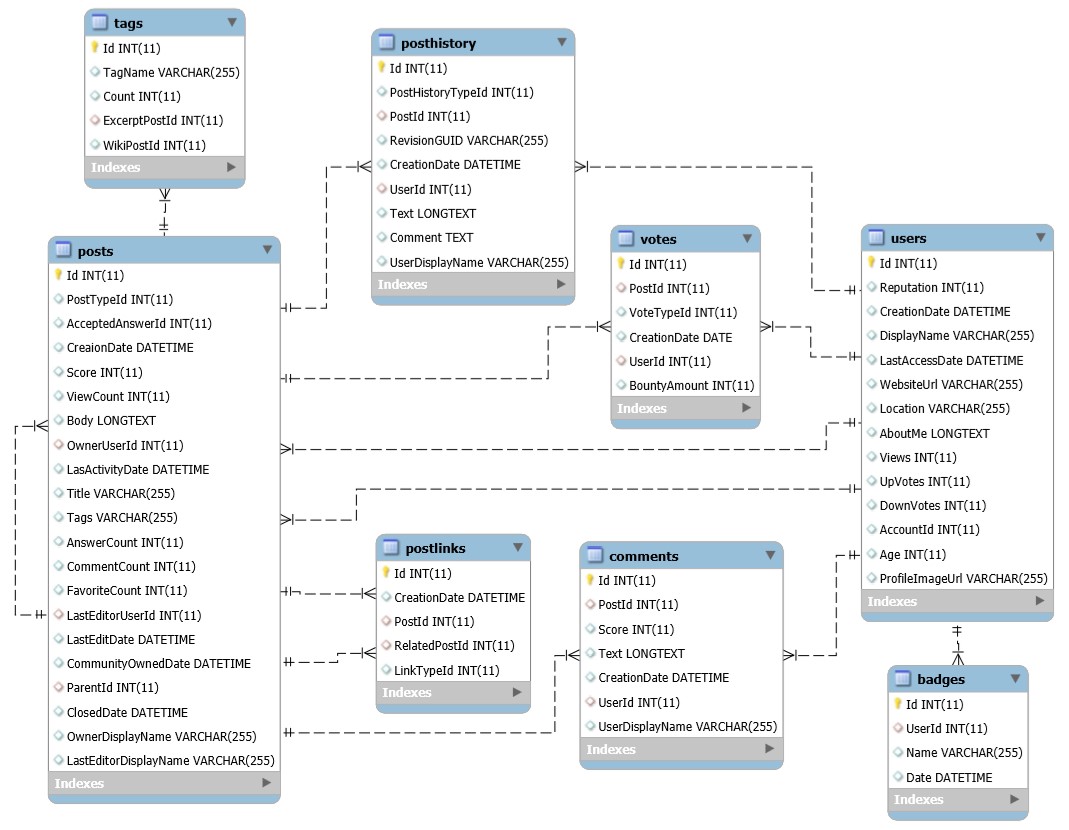 tags
Id INT(11)
TagName VARCHAR(255)
Count INT(11)
ExcerptPostId INT(11)
WikiPostId INT(11)
Indexes
posthistory
Id INT(11)
PostHistoryTypeId INT(11)
PostId INT(11)
RevisionGUID VARCHAR(255)
CreationDate DATETIME
UserId INT(11)
Text LONGTEXT
Comment TEXT
UserDisplayName VARCHAR(255)
Indexes
posts
Id INT(11)
PostTypeId INT(11)
AcceptedAnswerId INT(11)
CreaionDate DATETIME
Score INT(11)
ViewCount INT(11)
Body LONGTEXT
OwnerUserId INT(11)
LasActivityDate DATETIME
Title VARCHAR(255)
Tags VARCHAR(255)
AnswerCount INT(11)
CommentCount INT(11)
FavoriteCount INT(11)
LastEditorUserId INT(11)
LastEditDate DATETIME
CommunityOwnedDate DATETIME
ParentId INT(11)
ClosedDate DATETIME
OwnerDisplayName VARCHAR(255)
LastEditorDisplayName VARCHAR(255)
Indexes
votes
Id INT(11)
PostId INT(11)
VoteTypeId INT(11)
CreationDate DATE
UserId INT(11)
BountyAmount INT(11)
Indexes
users
Id INT(11)
Reputation INT(11)
CreationDate DATETIME
DisplayName VARCHAR(255)
LastAccessDate DATETIME
WebsiteUrl VARCHAR(255)
Location VARCHAR(255)
AboutMe LONGTEXT
Views INT(11)
UpVotes INT(11)
DownVotes INT(11)
AccountId INT(11)
Age INT(11)
ProfileImageUrl VARCHAR(255)
Indexes
postlinks
Id INT(11)
CreationDate DATETIME
PostId INT(11)
RelatedPostId INT(11)
LinkTypeId INT(11)
Indexes
comments
Id INT(11)
PostId INT(11)
Score INT(11)
Text LONGTEXT
CreationDate DATETIME
UserId INT(11)
UserDisplayName VARCHAR(255)
Indexes
badges
Id INT(11)
UserId INT(11)
Name VARCHAR(255)
Date DATETIME
Indexes